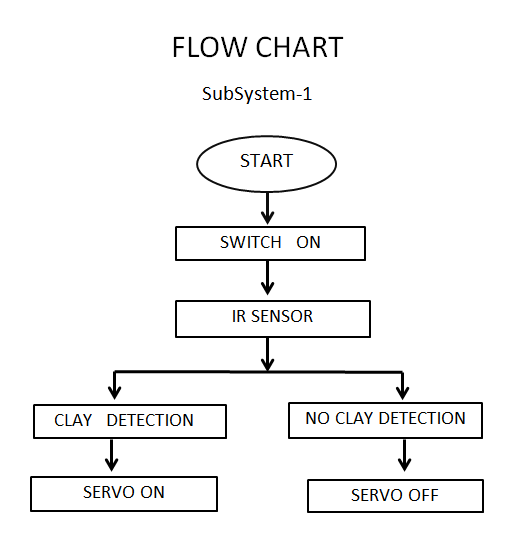 FLOW CHART
SubSystem-1
START
SWITCH ON
IR SENSOR
CLAY DETECTION
NO CLAY DETECTION
SERVO ON
SERVO OFF